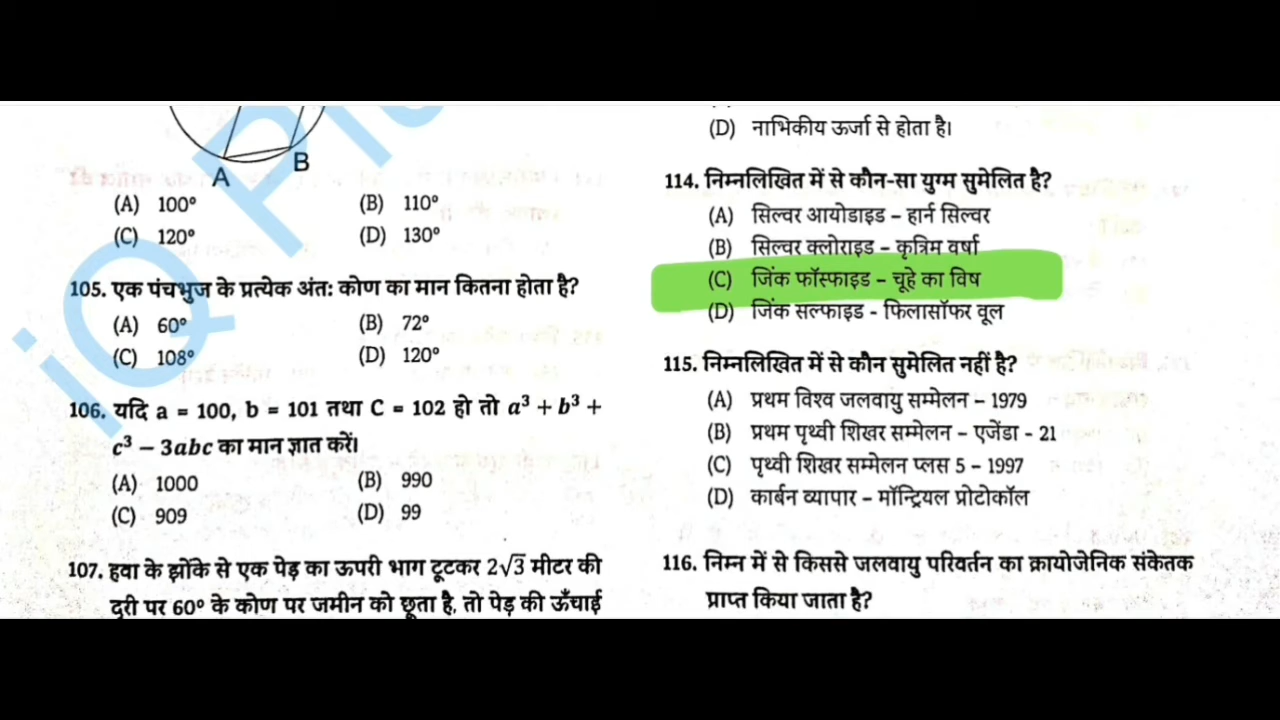 iQ Plus
A
B
(A) 100° (B) 110°
(C) 120° (D) 130°
105. एक पंचभुज के प्रत्येक अंत: कोण का मान कितना होता है?
(A) 60° (B) 72°
(C) 108° (D) 120°
106. यदि a = 100, b = 101 तथा C = 102 हो तो a³ + b³ +
c³ − 3abc का मान ज्ञात करें।
(A) 1000 (B) 990
(C) 909 (D) 99
107. हवा के झोंके से एक पेड़ का ऊपरी भाग टूटकर 2√3 मीटर की
दूरी पर 60° के कोण पर जमीन को छूता है, तो पेड़ की ऊँचाई
(D) नाभिकीय ऊर्जा से होता है।
114. निम्नलिखित में से कौन-सा युग्म सुमेलित है?
(A) सिल्वर आयोडाइड – हार्न सिल्वर
(B) सिल्वर क्लोराइड – कृत्रिम वर्षा
(C) जिंक फॉस्फाइड – चूहे का विष
(D) जिंक सल्फाइड - फिलासॉफर वूल
115. निम्नलिखित में से कौन सुमेलित नहीं है?
(A) प्रथम विश्व जलवायु सम्मेलन – 1979
(B) प्रथम पृथ्वी शिखर सम्मेलन – एजेंडा - 21
(C) पृथ्वी शिखर सम्मेलन प्लस 5 – 1997
(D) कार्बन व्यापार – मॉन्ट्रियल प्रोटोकॉल
116. निम्न में से किससे जलवायु परिवर्तन का क्रायोजेनिक संकेतक
प्राप्त किया जाता है?